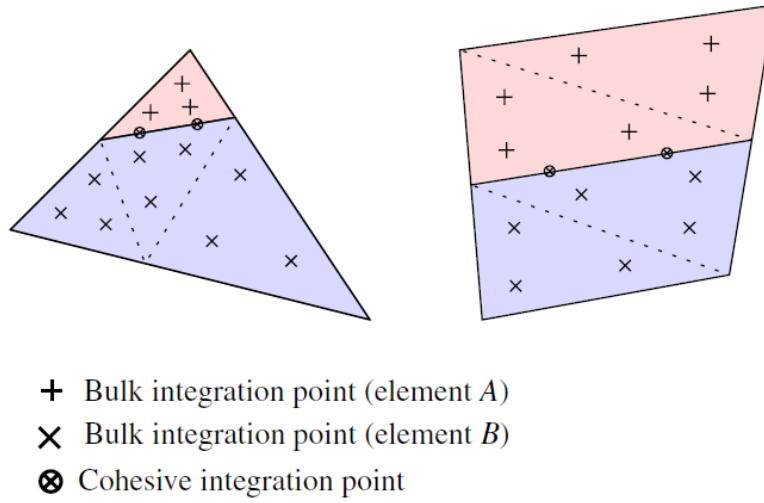 Bulk integration point (element A)
Bulk integration point (element B)
Cohesive integration point